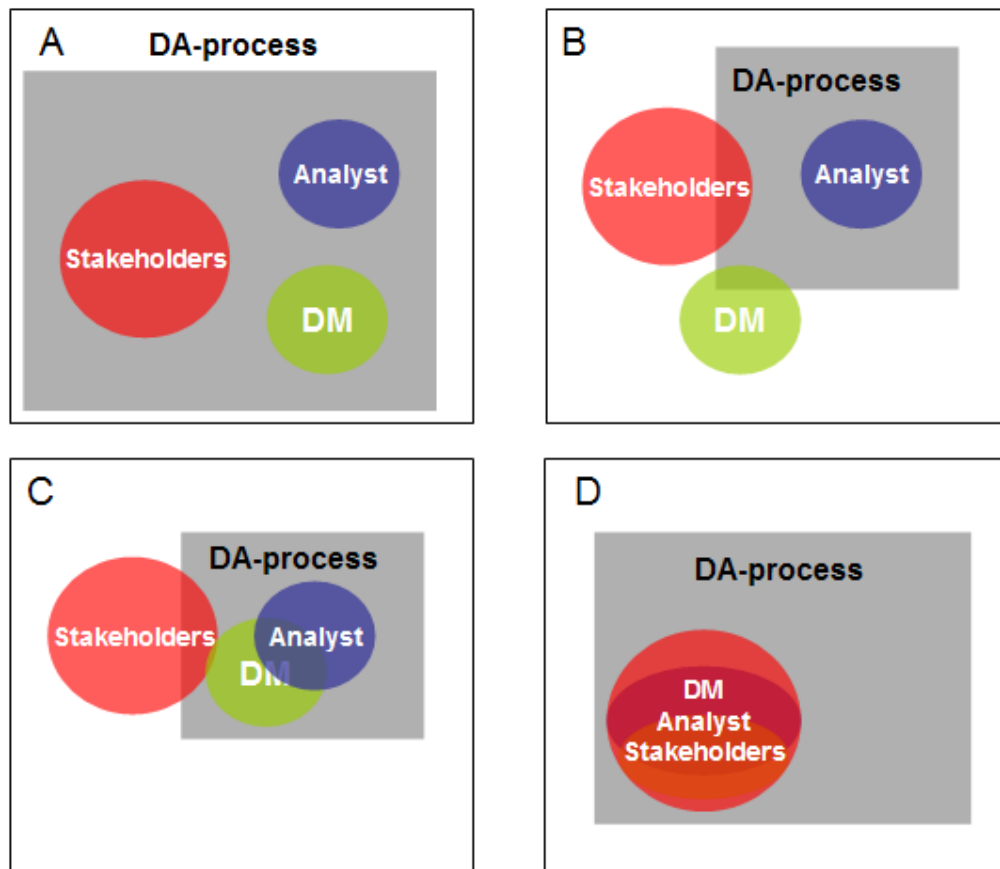 A
DA-process
Analyst
Stakeholders
DM
B
DA-process
Stakeholders
Analyst
DM
C
DA-process
Stakeholders
Analyst
DM
D
DA-process
DM
Analyst
Stakeholders